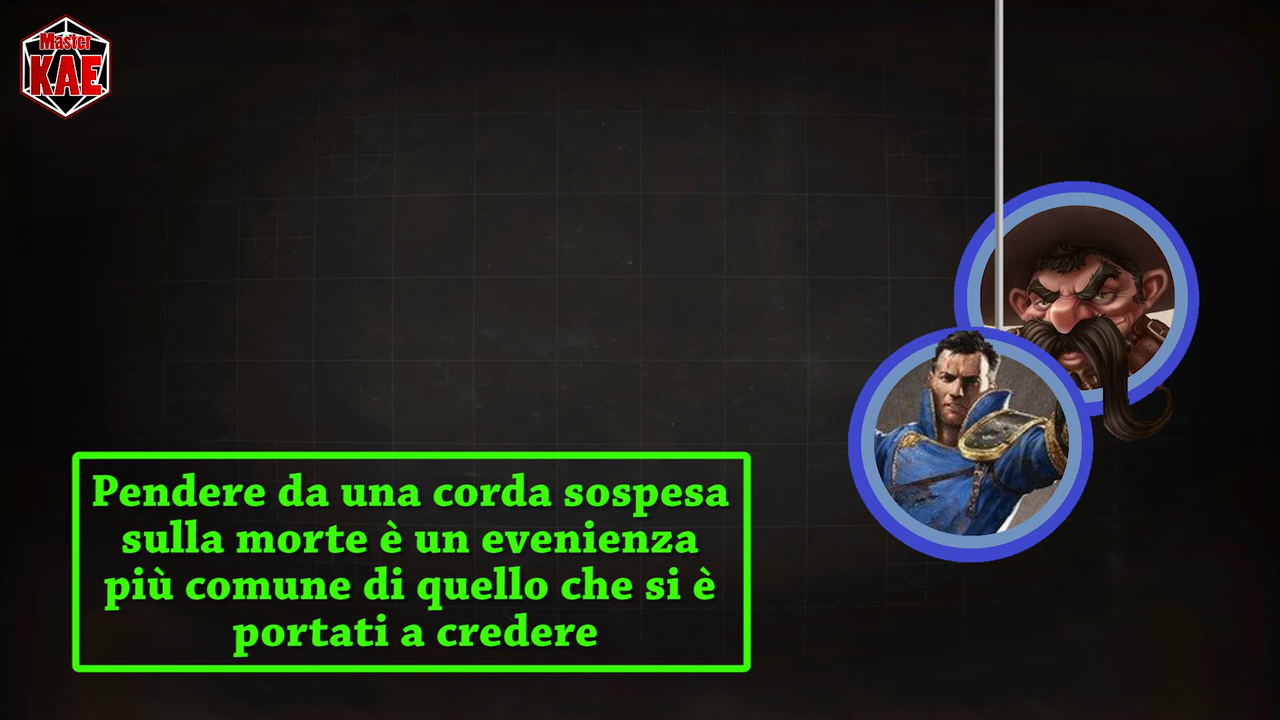 Master
KAE
Pendere da una corda sospesa
sulla morte è un evenienza
più comune di quello che si è
portati a credere